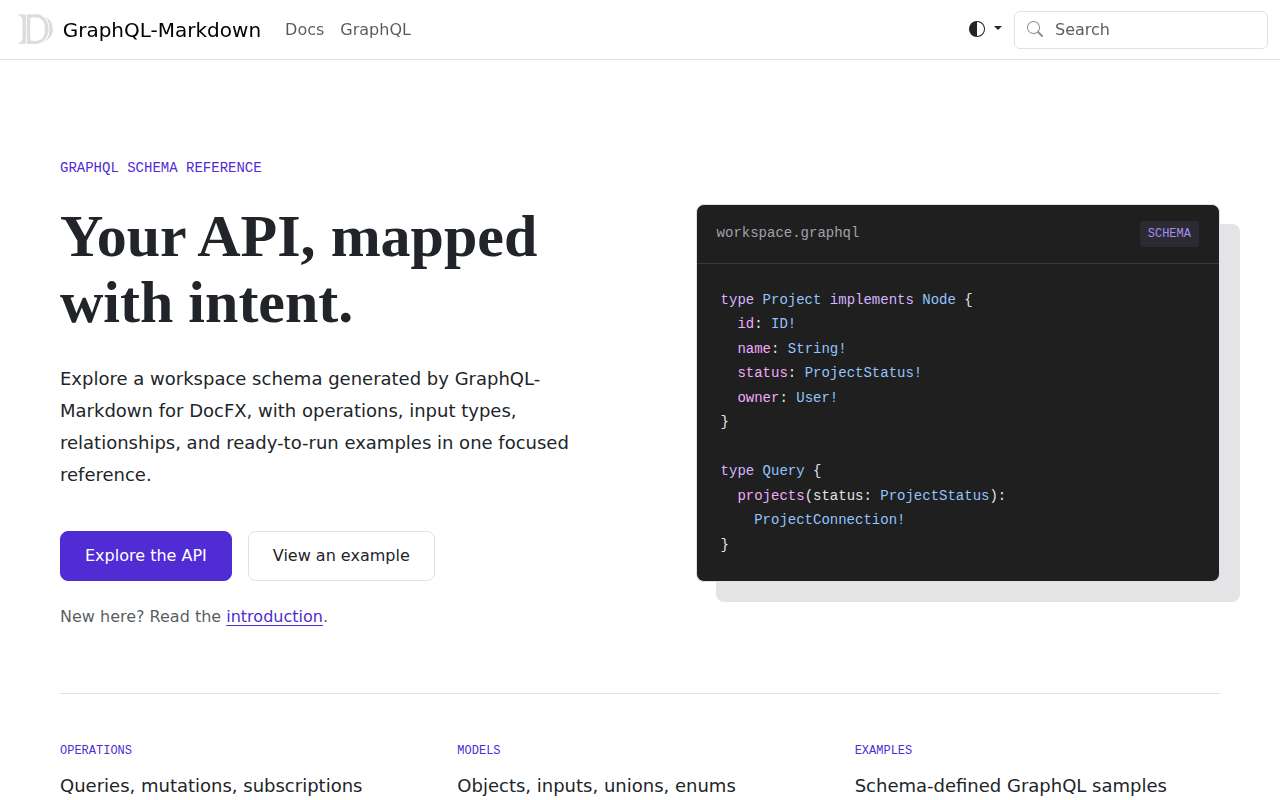 GraphQL-Markdown Docs GraphQL Search
GRAPHQL SCHEMA REFERENCE
Your API, mapped
with intent.
Explore a workspace schema generated by GraphQL-
Markdown for DocFX, with operations, input types,
relationships, and ready-to-run examples in one focused
reference.
Explore the API View an example
New here? Read the introduction.
workspace.graphql SCHEMA
type Project implements Node {
  id: ID!
  name: String!
  status: ProjectStatus!
  owner: User!
}
type Query {
  projects(status: ProjectStatus):
    ProjectConnection!
}
OPERATIONS
Queries, mutations, subscriptions
MODELS
Objects, inputs, unions, enums
EXAMPLES
Schema-defined GraphQL samples